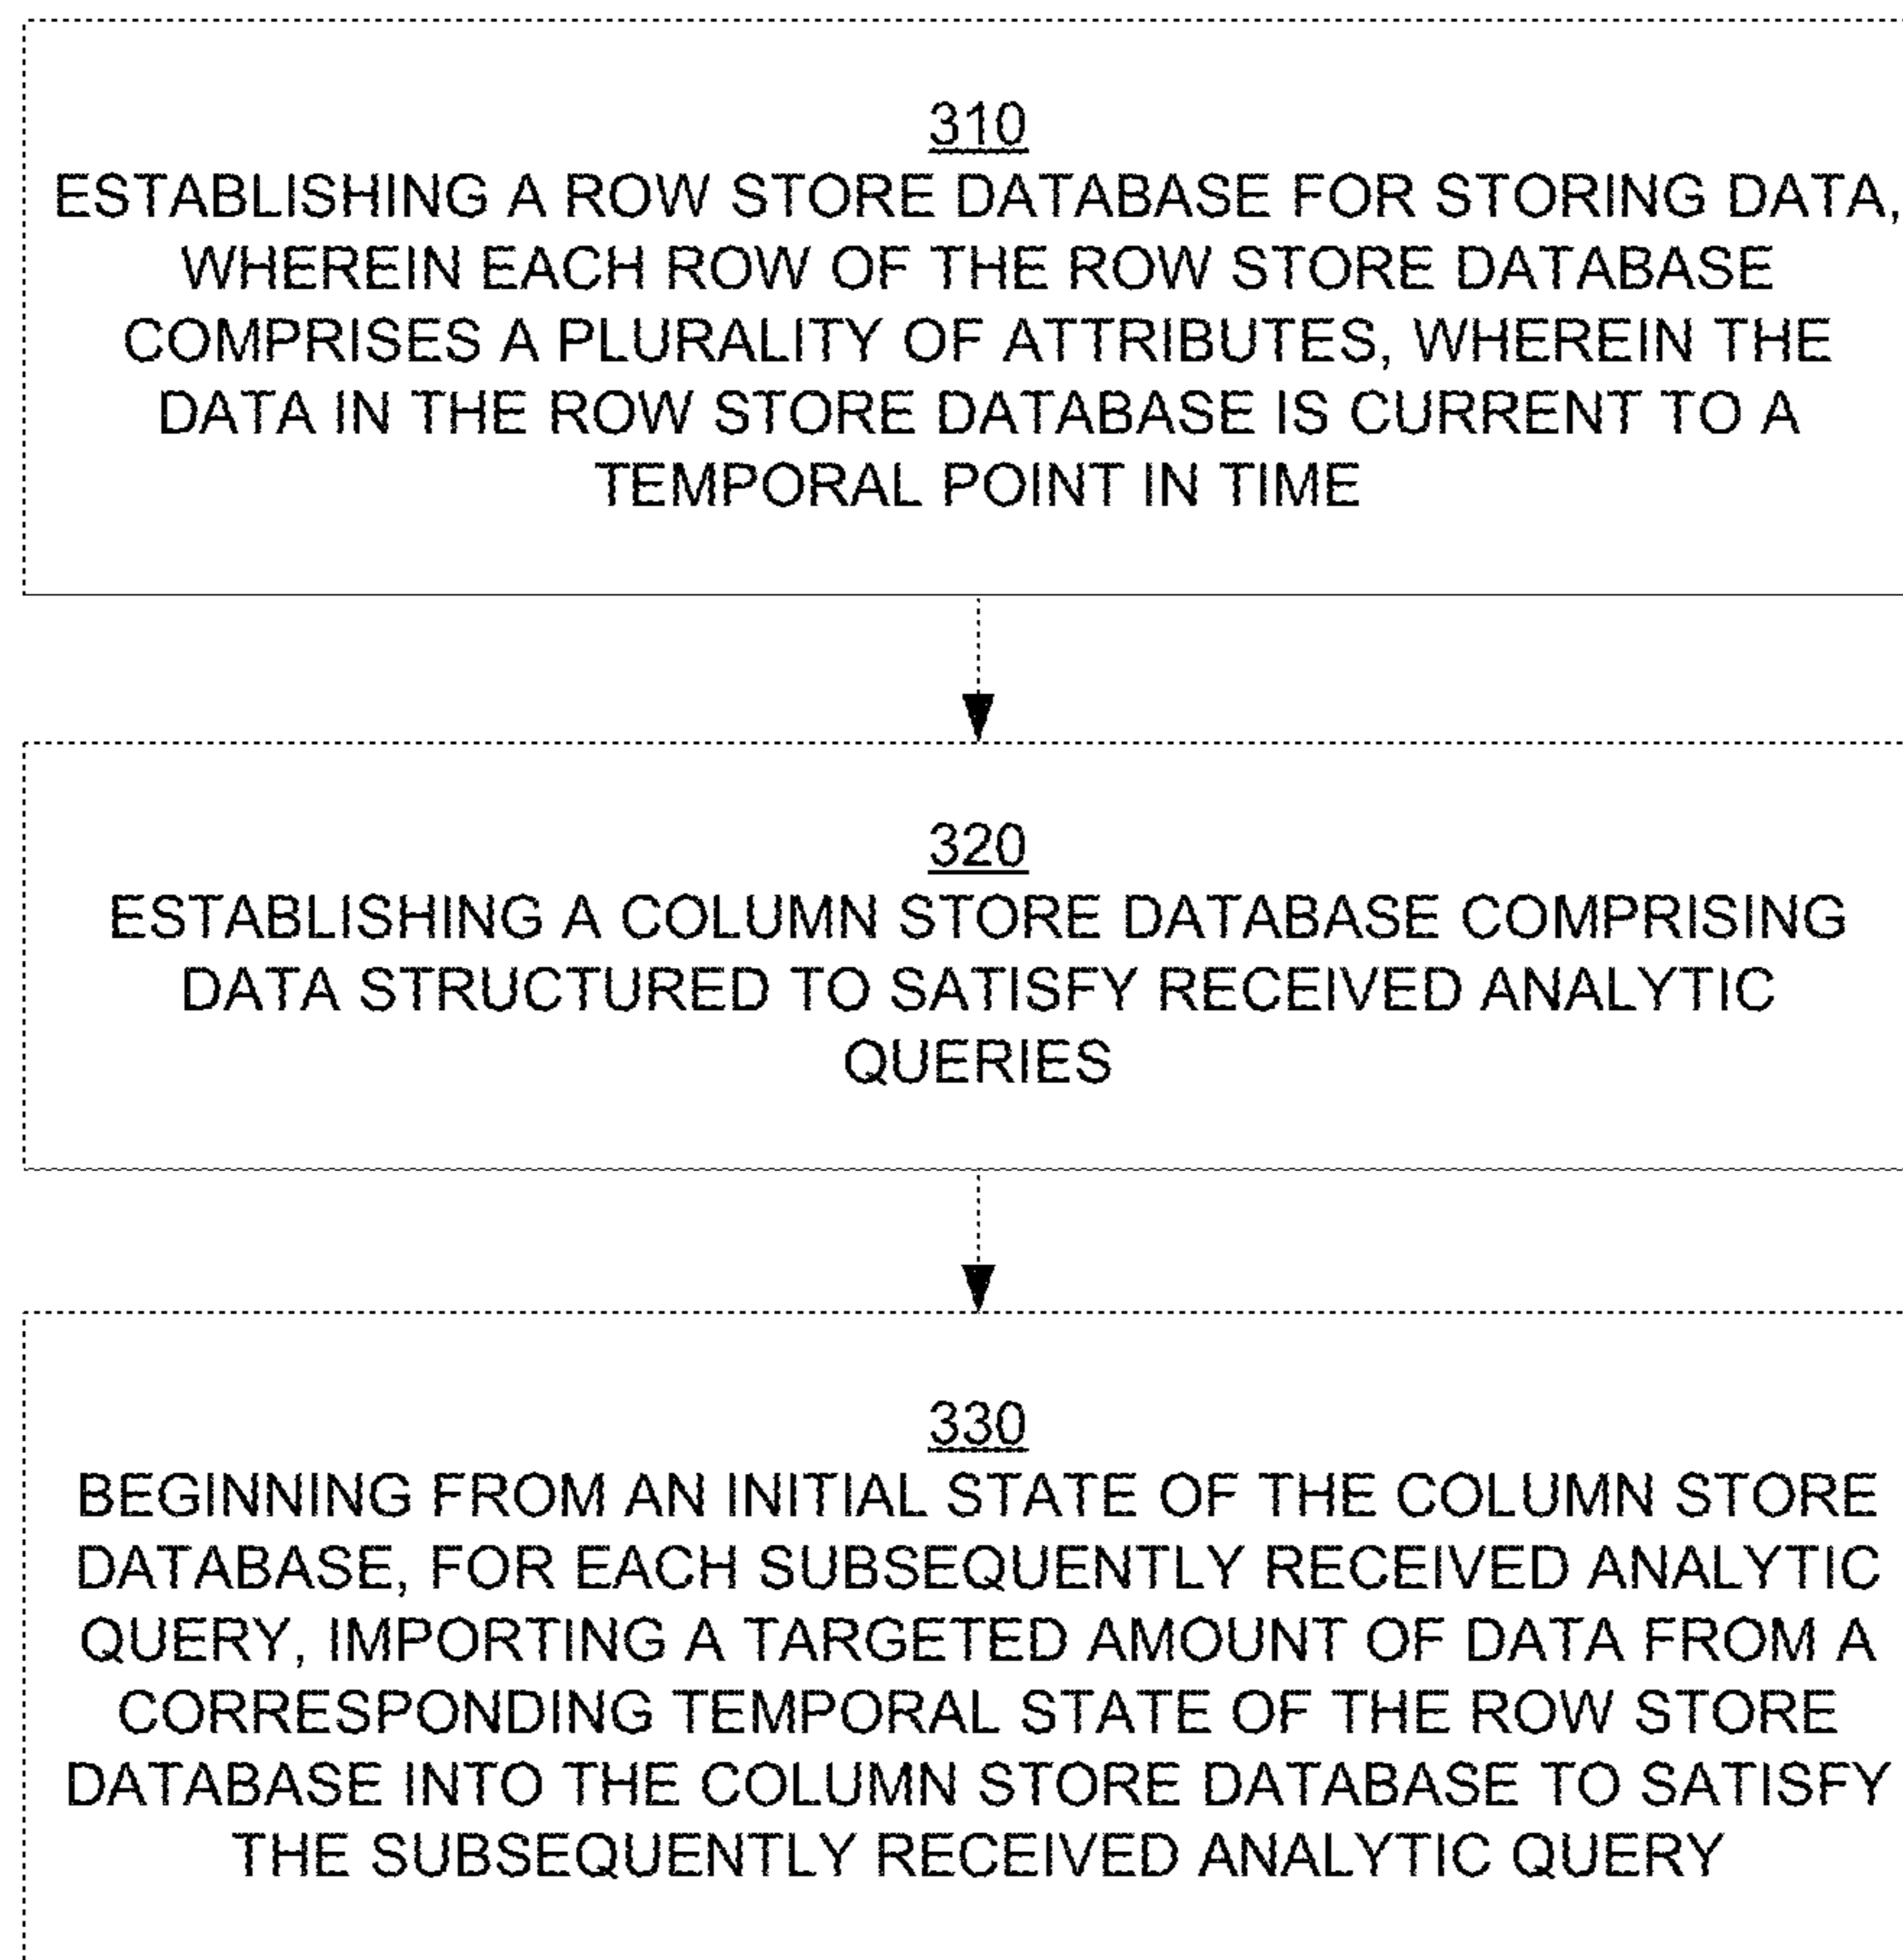 310
ESTABLISHING A ROW STORE DATABASE FOR STORING DATA,
WHEREIN EACH ROW OF THE ROW STORE DATABASE
COMPRISES A PLURALITY OF ATTRIBUTES, WHEREIN THE
DATA IN THE ROW STORE DATABASE IS CURRENT TO A
TEMPORAL POINT IN TIME
320
ESTABLISHING A COLUMN STORE DATABASE COMPRISING
DATA STRUCTURED TO SATISFY RECEIVED ANALYTIC
QUERIES
330
BEGINNING FROM AN INITIAL STATE OF THE COLUMN STORE
DATABASE, FOR EACH SUBSEQUENTLY RECEIVED ANALYTIC
QUERY, IMPORTING A TARGETED AMOUNT OF DATA FROM A
CORRESPONDING TEMPORAL STATE OF THE ROW STORE
DATABASE INTO THE COLUMN STORE DATABASE TO SATISFY
THE SUBSEQUENTLY RECEIVED ANALYTIC QUERY